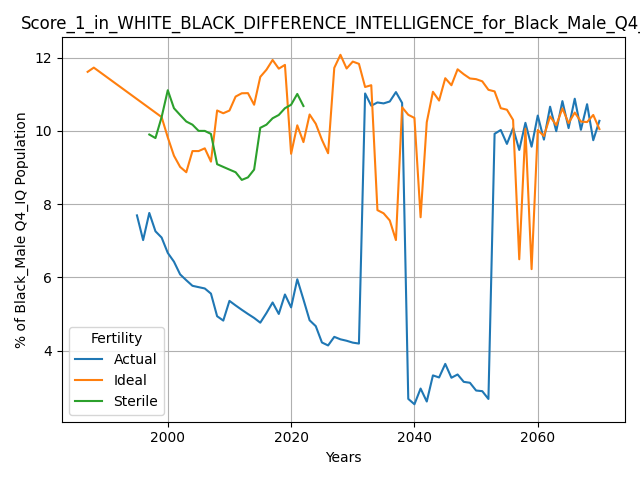 Score_1_in_WHITE_BLACK_DIFFERENCE_INTELLIGENCE_for_Black_Male_Q4_
% of Black_Male Q4_IQ Population
12
10
8
6
4
Fertility
Actual
Ideal
Sterile
2000
2020
2040
2060
Years